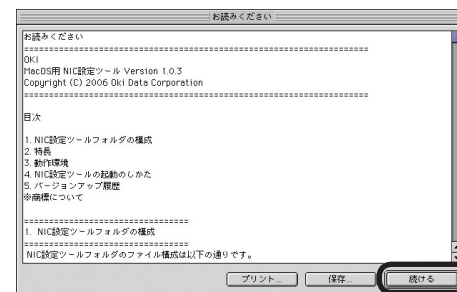 お読みください
お読みください
========================================================================
OKI
MacOS用 NIC設定ツール Version 1.0.3
Copyright (C) 2006 Oki Data Corporation
========================================================================
目次
1. NIC設定ツールフォルダの構成
2. 特長
3. 動作環境
4. NIC設定ツールの起動のしかた
5. バージョンアップ履歴
※商標について
==================================
1. NIC設定ツールフォルダの構成
==================================
NIC設定ツールフォルダのファイル構成は以下の通りです。
プリント... 保存... 続ける